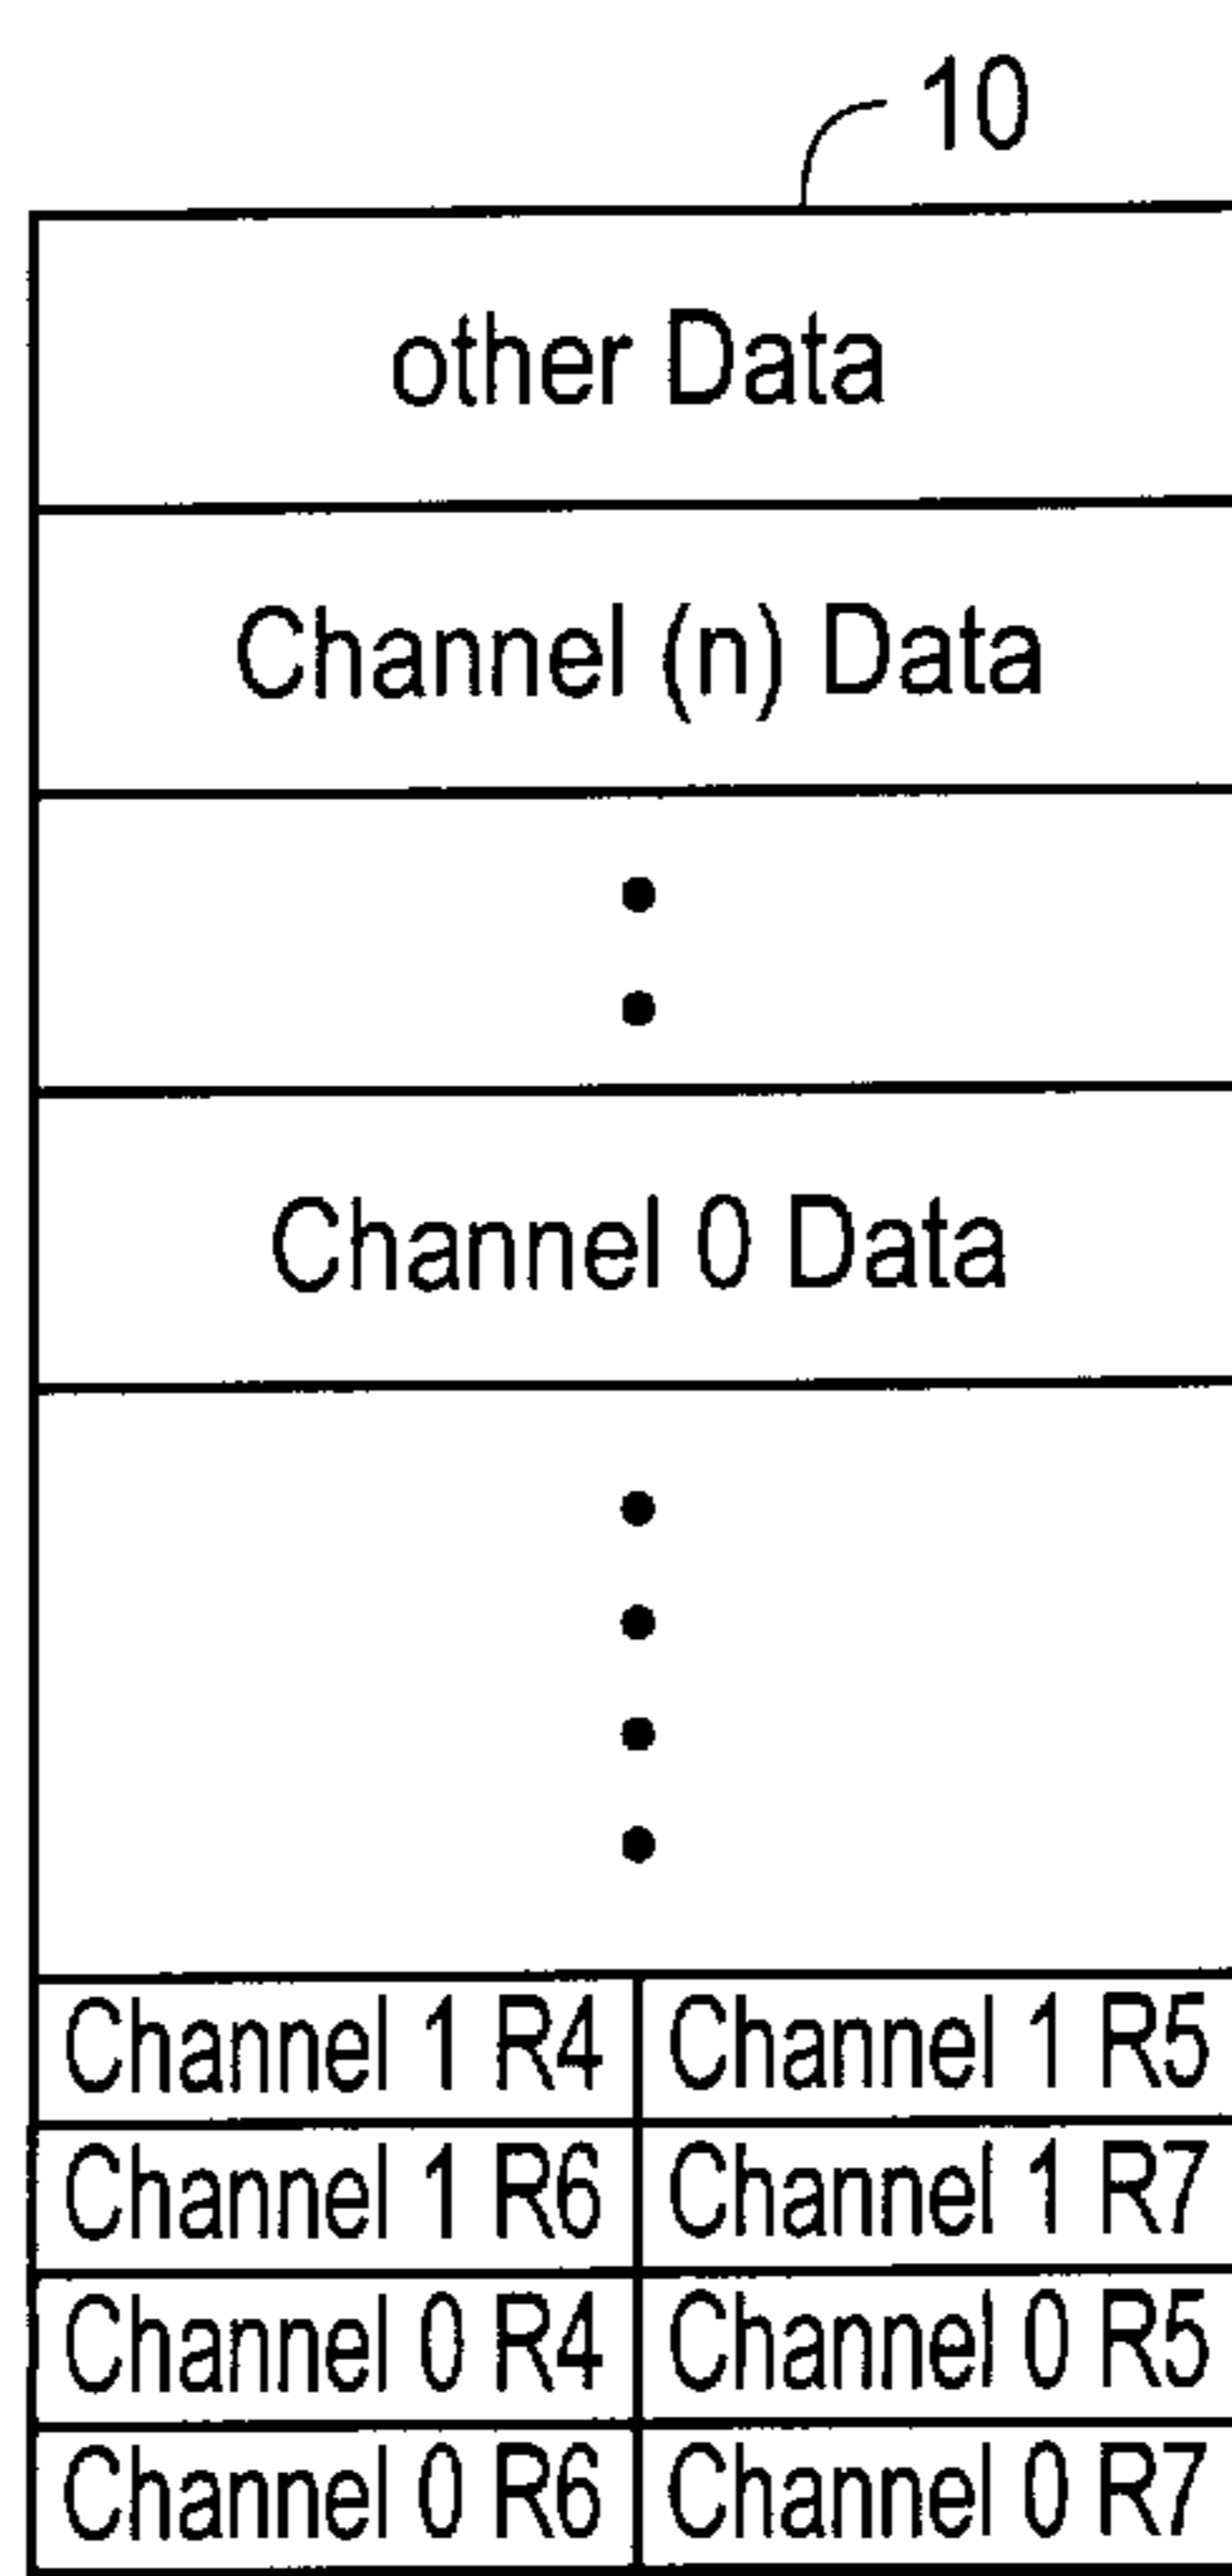 10
other Data
Channel (n) Data
Channel 0 Data
Channel 1 R4 Channel 1 R5
Channel 1 R6 Channel 1 R7
Channel 0 R4 Channel 0 R5
Channel 0 R6 Channel 0 R7